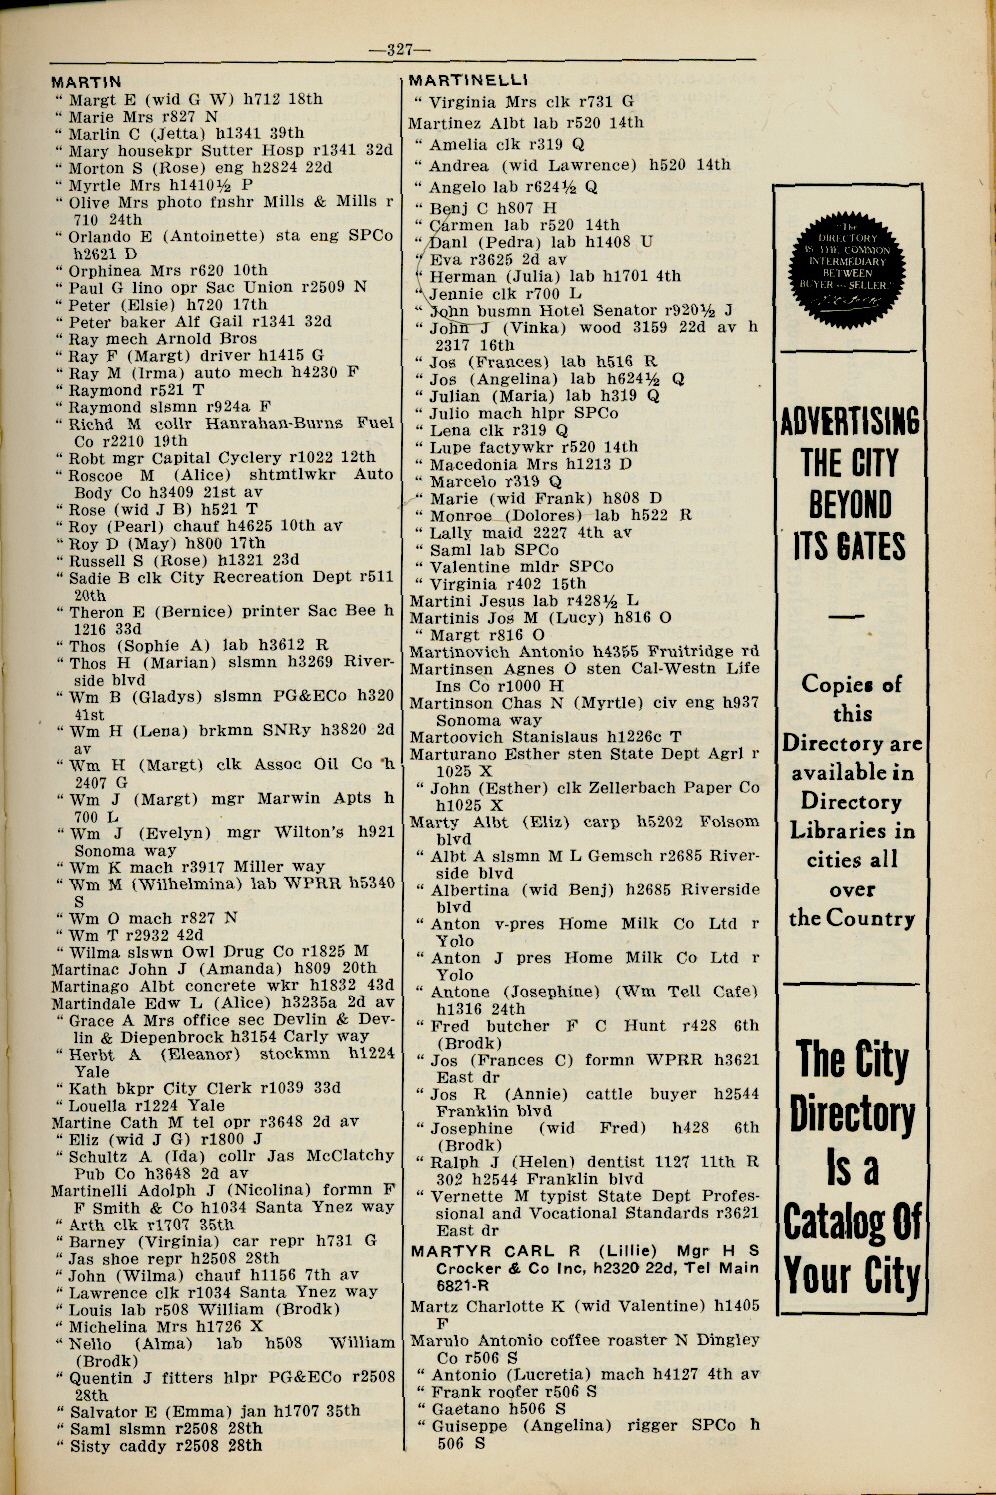 —327—
MARTIN
" Margt E (wid G W) h712 18th
" Marie Mrs r827 N
" Marlin C (Jetta) h1341 39th
" Mary housekpr Sutter Hosp r1341 32d
" Morton S (Rose) eng h2824 22d
" Myrtle Mrs h1410½ P
" Olive Mrs photo fnshr Mills & Mills r
710 24th
" Orlando E (Antoinette) sta eng SPCo
h2621 D
" Orphinea Mrs r620 10th
" Paul G lino opr Sac Union r2509 N
" Peter (Elsie) h720 17th
" Peter baker Alf Gail r1341 32d
" Ray mech Arnold Bros
" Ray F (Margt) driver h1415 G
" Ray M (Irma) auto mech h4230 F
" Raymond r521 T
" Raymond slsmn r924a F
" Richd M collr Hanrahan-Burns Fuel
Co r2210 19th
" Robt mgr Capital Cyclery r1022 12th
" Roscoe M (Alice) shtmtlwkr Auto
Body Co h3409 21st av
" Rose (wid J B) h521 T
" Roy (Pearl) chauf h4625 10th av
" Roy D (May) h800 17th
" Russell S (Rose) h1321 23d
" Sadie B clk City Recreation Dept r511
20th
" Theron E (Bernice) printer Sac Bee h
1216 33d
" Thos (Sophie A) lab h3612 R
" Thos H (Marian) slsmn h3269 River-
side blvd
" Wm B (Gladys) slsmn PG&ECo h320
41st
" Wm H (Lena) brkmn SNRy h3820 2d
av
" Wm H (Margt) clk Assoc Oil Co h
2407 G
" Wm J (Margt) mgr Marwin Apts h
700 L
" Wm J (Evelyn) mgr Wilton's h921
Sonoma way
" Wm K mach r3917 Miller way
" Wm M (Wilhelmina) lab WPRR h5340
S
" Wm O mach r827 N
" Wm T r2932 42d
" Wilma slswn Owl Drug Co r1825 M
Martinac John J (Amanda) h809 20th
Martinago Albt concrete wkr h1832 43d
Martindale Edw L (Alice) h3235a 2d av
" Grace A Mrs office sec Devlin & Dev-
lin & Diepenbrock h3154 Carly way
" Herbt A (Eleanor) stockmn h1224
Yale
" Kath bkpr City Clerk r1039 33d
" Louella r1224 Yale
Martine Cath M tel opr r3648 2d av
" Eliz (wid J G) r1800 J
" Schultz A (Ida) collr Jas McClatchy
Pub Co h3648 2d av
Martinelli Adolph J (Nicolina) formn F
F Smith & Co h1034 Santa Ynez way
" Arth clk r1707 35th
" Barney (Virginia) car repr h731 G
" Jas shoe repr h2508 28th
" John (Wilma) chauf h1156 7th av
" Lawrence clk r1034 Santa Ynez way
" Louis lab r508 William (Brodk)
" Michelina Mrs h1726 X
" Nello (Alma) lab h508 William
(Brodk)
" Quentin J fitters hlpr PG&ECo r2508
28th
" Salvator E (Emma) jan h1707 35th
" Saml slsmn r2508 28th
" Sisty caddy r2508 28th
MARTINELLI
" Virginia Mrs clk r731 G
Martinez Albt lab r520 14th
" Amelia clk r319 Q
" Andrea (wid Lawrence) h520 14th
" Angelo lab r624½ Q
" Benj C h807 H
" Carmen lab r520 14th
" Danl (Pedra) lab h1408 U
" Eva r3625 2d av
" Herman (Julia) lab h1701 4th
" Jennie clk r700 L
" John busmn Hotel Senator r920½ J
" John J (Vinka) wood 3159 22d av h
2317 16th
" Jos (Frances) lab h516 R
" Jos (Angelina) lab h624½ Q
" Julian (Maria) lab h319 Q
" Julio mach hlpr SPCo
" Lena clk r319 Q
" Lupe factywkr r520 14th
" Macedonia Mrs h1213 D
" Marcelo r319 Q
" Marie (wid Frank) h808 D
" Monroe (Dolores) lab h522 R
" Lally maid 2227 4th av
" Saml lab SPCo
" Valentine mldr SPCo
" Virginia r402 15th
Martini Jesus lab r428½ L
Martinis Jos M (Lucy) h816 O
" Margt r816 O
Martinovich Antonio h4355 Fruitridge rd
Martinsen Agnes O sten Cal-Westn Life
Ins Co r1000 H
Martinson Chas N (Myrtle) civ eng h937
Sonoma way
Martoovich Stanislaus h1226c T
Marturano Esther sten State Dept Agrl r
1025 X
" John (Esther) clk Zellerbach Paper Co
h1025 X
Marty Albt (Eliz) carp h5202 Folsom
blvd
" Albt A slsmn M L Gemsch r2685 River-
side blvd
" Albertina (wid Benj) h2685 Riverside
blvd
" Anton v-pres Home Milk Co Ltd r
Yolo
" Anton J pres Home Milk Co Ltd r
Yolo
" Antone (Josephine) (Wm Tell Cafe)
h1316 24th
" Fred butcher F C Hunt r428 6th
(Brodk)
" Jos (Frances C) formn WPRR h3621
East dr
" Jos R (Annie) cattle buyer h2544
Franklin blvd
" Josephine (wid Fred) h428 6th
(Brodk)
" Ralph J (Helen) dentist 1127 11th R
302 h2544 Franklin blvd
" Vernette M typist State Dept Profes-
sional and Vocational Standards r3621
East dr
MARTYR CARL R (Lillie) Mgr H S
Crocker & Co Inc, h2320 22d, Tel Main
6821-R
Martz Charlotte K (wid Valentine) h1405
F
Marulo Antonio coffee roaster N Dingley
Co r506 S
" Antonio (Lucretia) mach h4127 4th av
" Frank roofer r506 S
" Gaetano h506 S
" Guiseppe (Angelina) rigger SPCo h
506 S
"The
DIRECTORY
IS THE COMMON
INTERMEDIARY
BETWEEN
BUYER and SELLER."
ADVERTISING
THE CITY
BEYOND
ITS GATES
Copies of
this
Directory are
available in
Directory
Libraries in
cities all
over
the Country
The City
Directory
Is a
Catalog Of
Your City